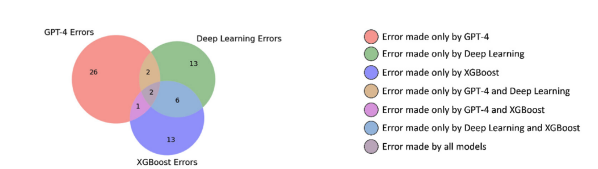 GPT-4 Errors
Deep Learning Errors
26
2
13
2
1
6
13
XGBoost Errors
Error made only by GPT-4
Error made only by Deep Learning
Error made only by XGBoost
Error made only by GPT-4 and Deep Learning
Error made only by GPT-4 and XGBoost
Error made only by Deep Learning and XGBoost
Error made by all models